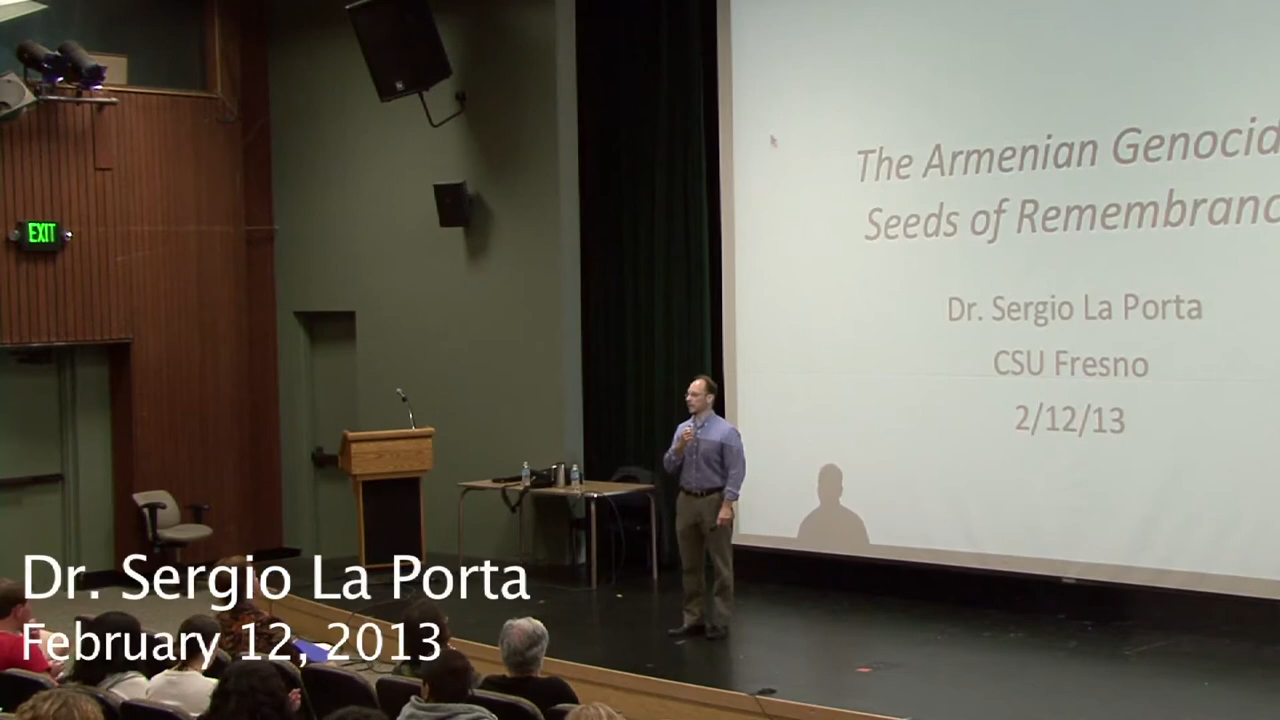 EXIT
The Armenian Genocid
Seeds of Remembranc
Dr. Sergio La Porta
CSU Fresno
2/12/13
Dr. Sergio La Porta
February 12, 2013